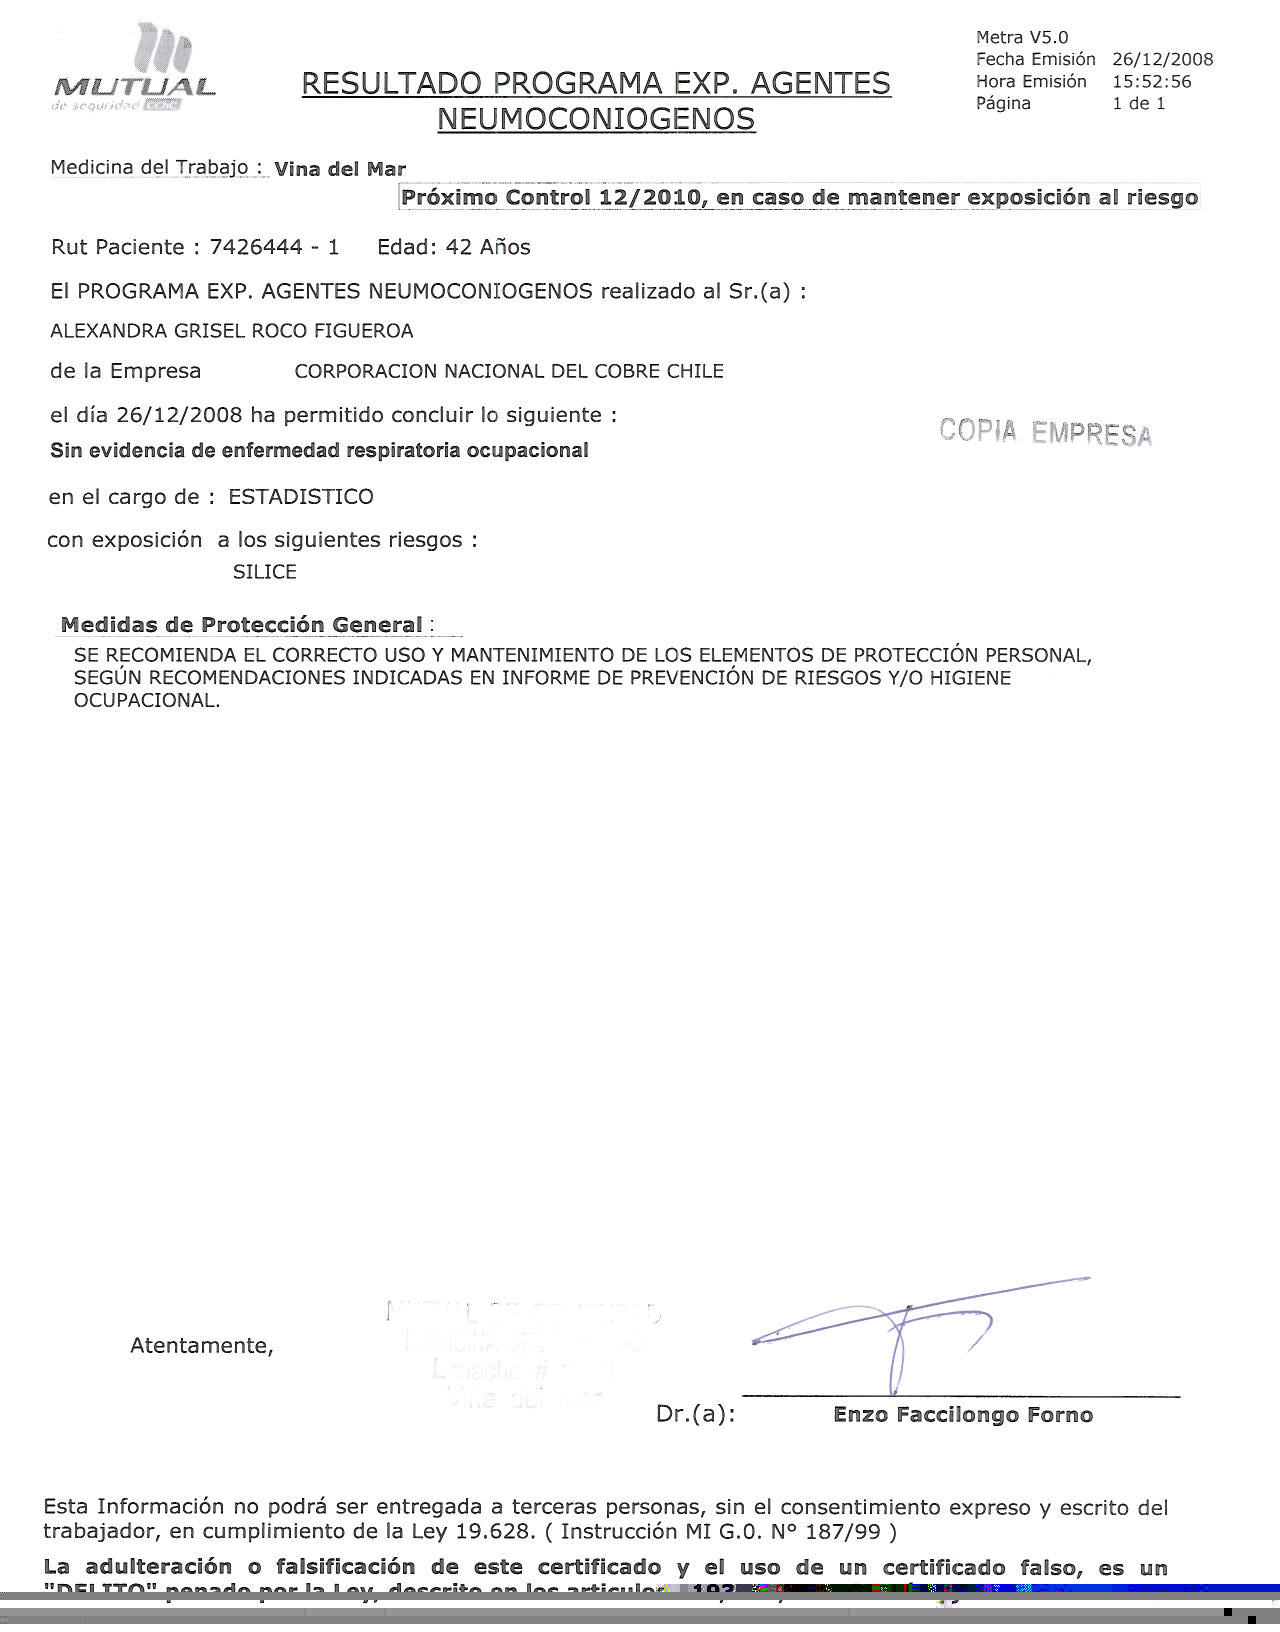 MUTUAL
de seguridad CChC
RESULTADO PROGRAMA EXP. AGENTES
NEUMOCONIOGENOS
Metra V5.0
Fecha Emisión 26/12/2008
Hora Emisión 15:52:56
Página 1 de 1
Medicina del Trabajo : Vina del Mar
Próximo Control 12/2010, en caso de mantener exposición al riesgo
Rut Paciente : 7426444 - 1 Edad: 42 Años
El PROGRAMA EXP. AGENTES NEUMOCONIOGENOS realizado al Sr.(a) :
ALEXANDRA GRISEL ROCO FIGUEROA
de la Empresa CORPORACION NACIONAL DEL COBRE CHILE
el día 26/12/2008 ha permitido concluir lo siguiente :
COPIA EMPRESA
Sin evidencia de enfermedad respiratoria ocupacional
en el cargo de : ESTADISTICO
con exposición a los siguientes riesgos :
SILICE
Medidas de Protección General :
SE RECOMIENDA EL CORRECTO USO Y MANTENIMIENTO DE LOS ELEMENTOS DE PROTECCIÓN PERSONAL,
SEGÚN RECOMENDACIONES INDICADAS EN INFORME DE PREVENCIÓN DE RIESGOS Y/O HIGIENE
OCUPACIONAL.
MUTUAL DE SEGURIDAD
MEDICINA DEL
Limache #
Vina del Mar
Atentamente,
Dr.(a): Enzo Faccilongo Forno
Esta Información no podrá ser entregada a terceras personas, sin el consentimiento expreso y escrito del
trabajador, en cumplimiento de la Ley 19.628. ( Instrucción MI G.0. N° 187/99 )
La adulteración o falsificación de este certificado y el uso de un certificado falso, es un
"DELITO" penado por la Ley, descrito en los articulos 193